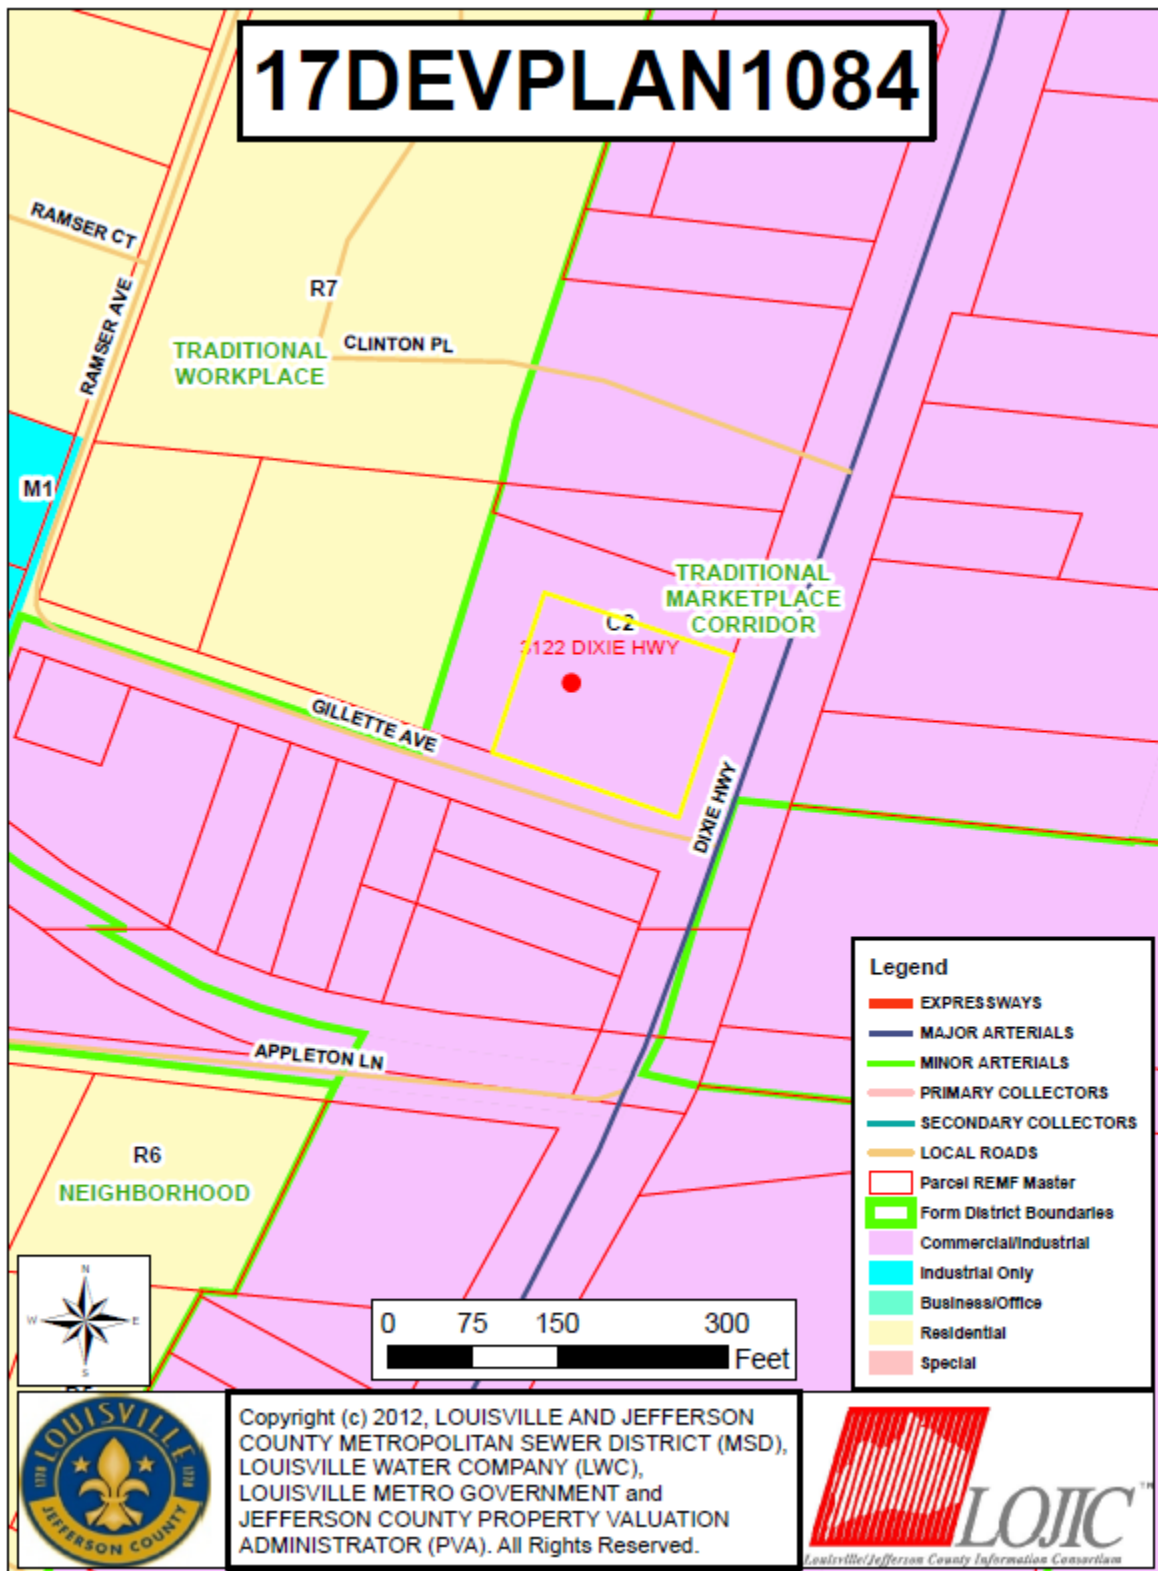 17DEVPLAN1084
RAMSER CT
RAMSER AVE
R7
CLINTON PL
TRADITIONAL
WORKPLACE
M1
TRADITIONAL
MARKETPLACE
CORRIDOR
C2
3122 DIXIE HWY
GILLETTE AVE
DIXIE HWY
APPLETON LN
R6
NEIGHBORHOOD
Legend
EXPRESSWAYS
MAJOR ARTERIALS
MINOR ARTERIALS
PRIMARY COLLECTORS
SECONDARY COLLECTORS
LOCAL ROADS
Parcel REMF Master
Form District Boundaries
Commercial/Industrial
Industrial Only
Business/Office
Residential
Special
N
W
E
S
0 75 150 300
Feet
LOUISVILLE
1778
1778
JEFFERSON COUNTY
Copyright (c) 2012, LOUISVILLE AND JEFFERSON
COUNTY METROPOLITAN SEWER DISTRICT (MSD),
LOUISVILLE WATER COMPANY (LWC),
LOUISVILLE METRO GOVERNMENT and
JEFFERSON COUNTY PROPERTY VALUATION
ADMINISTRATOR (PVA). All Rights Reserved.
LOJIC TM
Louisville/Jefferson County Information Consortium